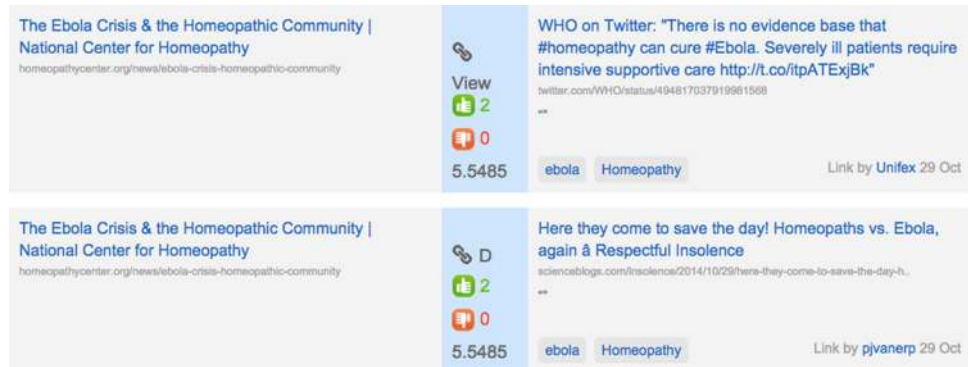 The Ebola Crisis & the Homeopathic Community |
National Center for Homeopathy
homeopathycenter.org/news/ebola-crisis-homeopathic-community
View
2
0
5.5485
WHO on Twitter: "There is no evidence base that
#homeopathy can cure #Ebola. Severely ill patients require
intensive supportive care http://t.co/itpATExjBk"
twitter.com/WHO/status/494817037919981568
ebola Homeopathy Link by Unifex 29 Oct
The Ebola Crisis & the Homeopathic Community |
National Center for Homeopathy
homeopathycenter.org/news/ebola-crisis-homeopathic-community
D
2
0
5.5485
Here they come to save the day! Homeopaths vs. Ebola,
again â Respectful Insolence
scienceblogs.com/insolence/2014/10/29/here-they-come-to-save-the-day-h..
ebola Homeopathy Link by pjvanerp 29 Oct